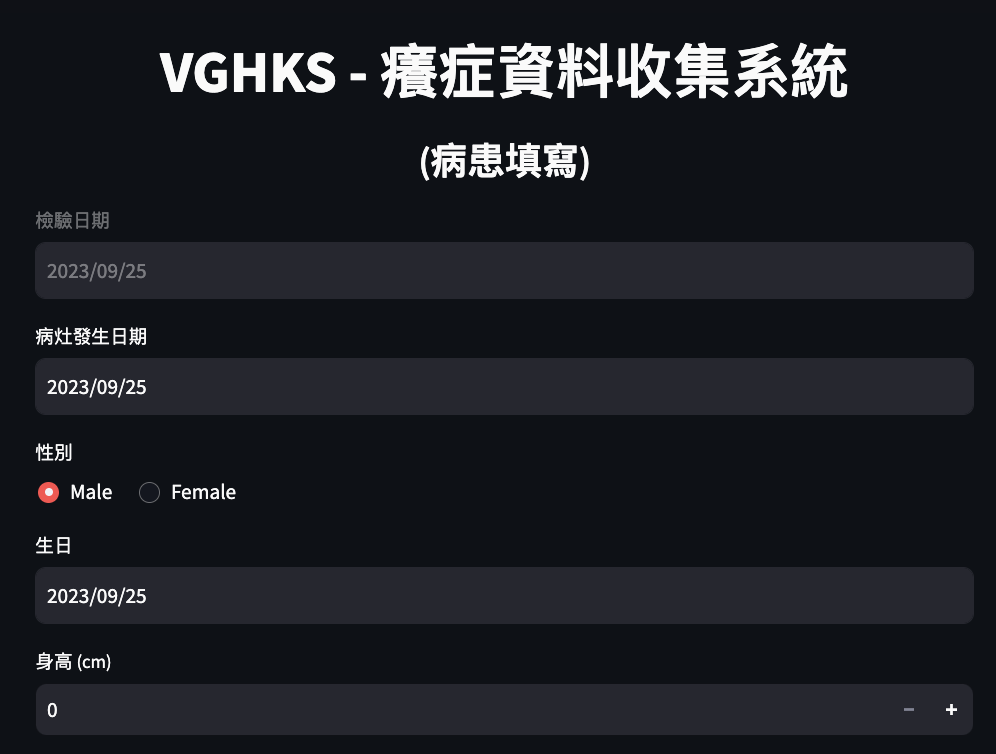 VGHKS - 癢症資料收集系統
(病患填寫)
檢驗日期
2023/09/25
病灶發生日期
2023/09/25
性別
Male Female
生日
2023/09/25
身高 (cm)
0 − +